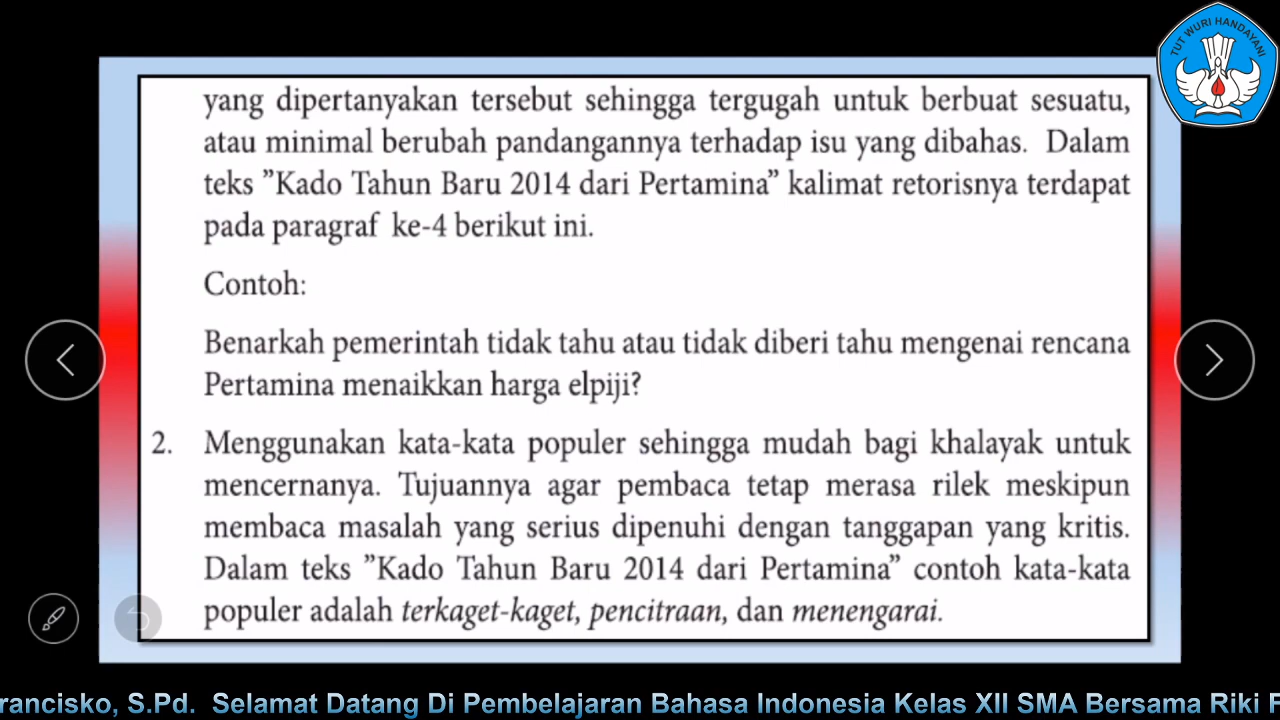 TUT WURI HANDAYANI
yang dipertanyakan tersebut sehingga tergugah untuk berbuat sesuatu,
atau minimal berubah pandangannya terhadap isu yang dibahas. Dalam
teks ”Kado Tahun Baru 2014 dari Pertamina” kalimat retorisnya terdapat
pada paragraf ke-4 berikut ini.
Contoh:
Benarkah pemerintah tidak tahu atau tidak diberi tahu mengenai rencana
Pertamina menaikkan harga elpiji?
2. Menggunakan kata-kata populer sehingga mudah bagi khalayak untuk
mencernanya. Tujuannya agar pembaca tetap merasa rilek meskipun
membaca masalah yang serius dipenuhi dengan tanggapan yang kritis.
Dalam teks ”Kado Tahun Baru 2014 dari Pertamina” contoh kata-kata
populer adalah terkaget-kaget, pencitraan, dan menengarai.
rancisko, S.Pd. Selamat Datang Di Pembelajaran Bahasa Indonesia Kelas XII SMA Bersama Riki F